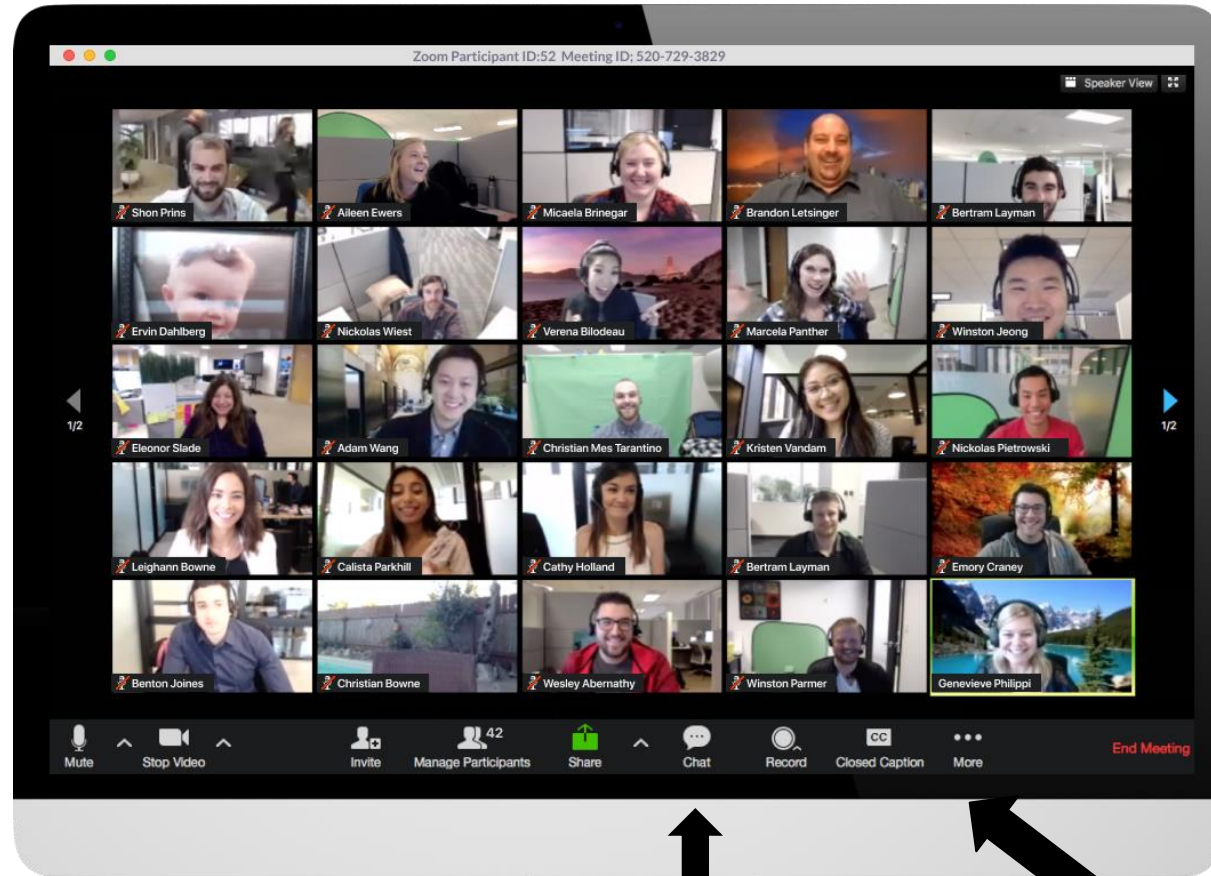 Zoom Participant ID:52 Meeting ID; 520-729-3829
Speaker View
Shon Prins
Aileen Ewers
Micaela Brinegar
Brandon Letsinger
Bertram Layman
Ervin Dahlberg
Nickolas Wiest
Verena Bilodeau
Marcela Panther
Winston Jeong
1/2
Eleonor Slade
Adam Wang
Christian Mes Tarantino
Kristen Vandam
Nickolas Pietrowski
1/2
Leighann Bowne
Calista Parkhill
Cathy Holland
Bertram Layman
Emory Craney
Benton Joines
Christian Bowne
Wesley Abernathy
Winston Parmer
Genevieve Philippi
Mute
Stop Video
Invite
42
Manage Participants
Share
Chat
Record
CC
Closed Caption
More
End Meeting